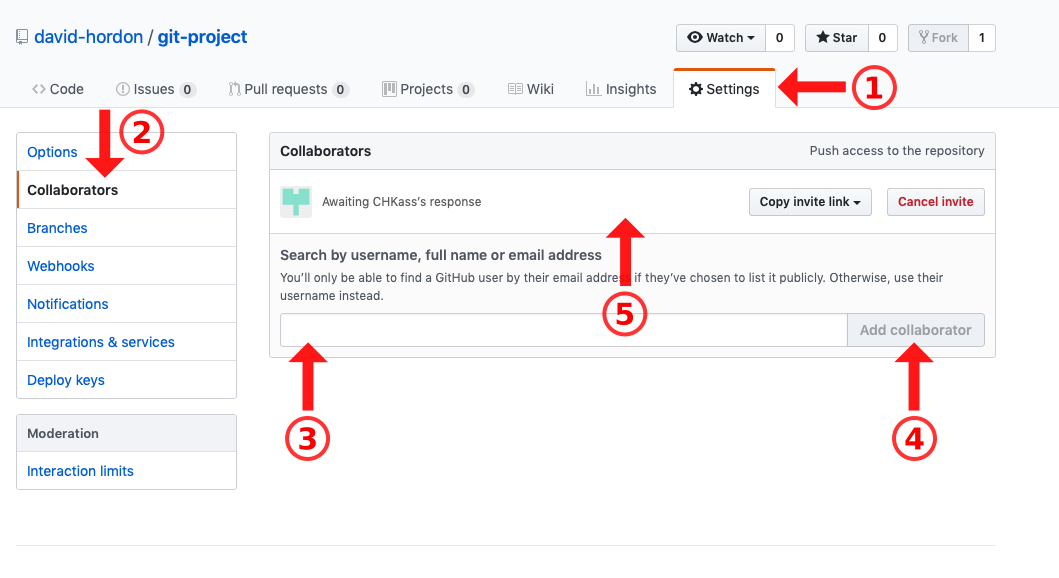 david-hordon / git-project
Watch 0 Star 0 Fork 1
Code Issues 0 Pull requests 0 Projects 0 Wiki Insights Settings 1
2
Options
Collaborators
Branches
Webhooks
Notifications
Integrations & services
Deploy keys
Moderation
Interaction limits
Collaborators Push access to the repository
Awaiting CHKass's response Copy invite link Cancel invite
Search by username, full name or email address
You'll only be able to find a GitHub user by their email address if they've chosen to list it publicly. Otherwise, use their
username instead.
5
Add collaborator
3 4